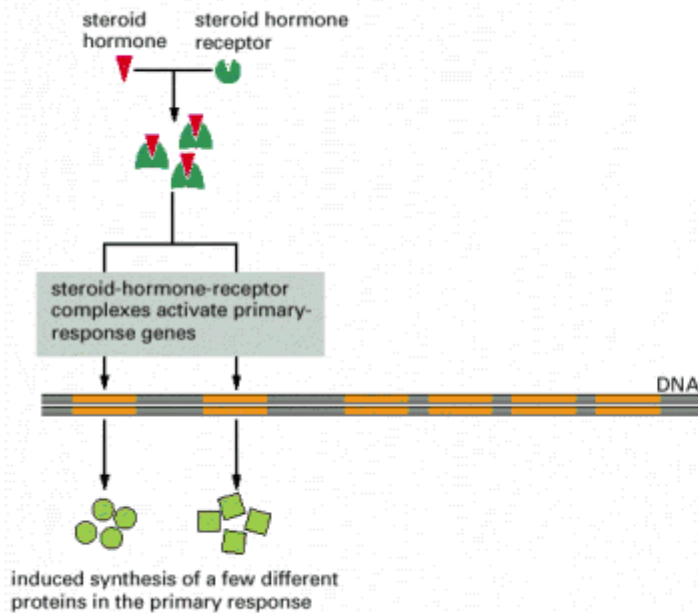 steroid
hormone
steroid hormone
receptor
steroid-hormone-receptor
complexes activate primary-
response genes
DNA
induced synthesis of a few different
proteins in the primary response